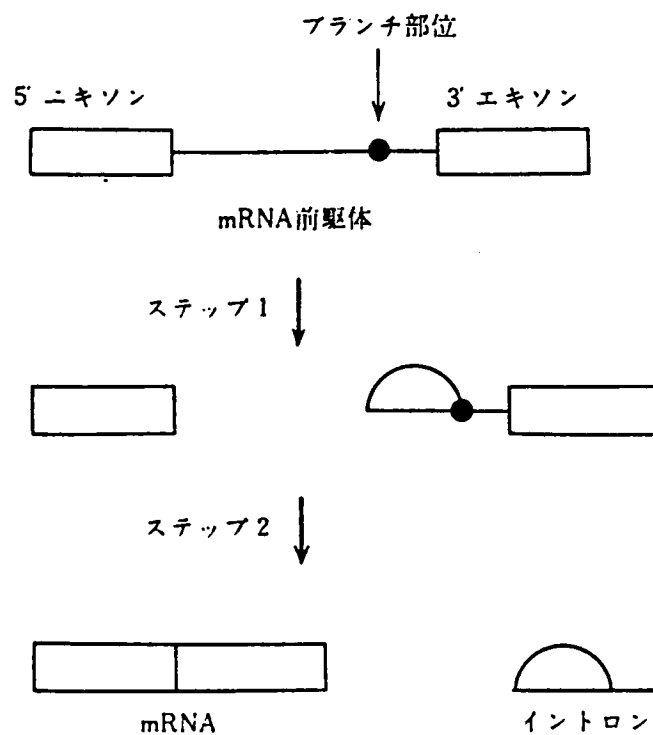 ブランチ部位
5' エキソン
3' エキソン
mRNA前駆体
ステップ1
ステップ2
mRNA
イントロン